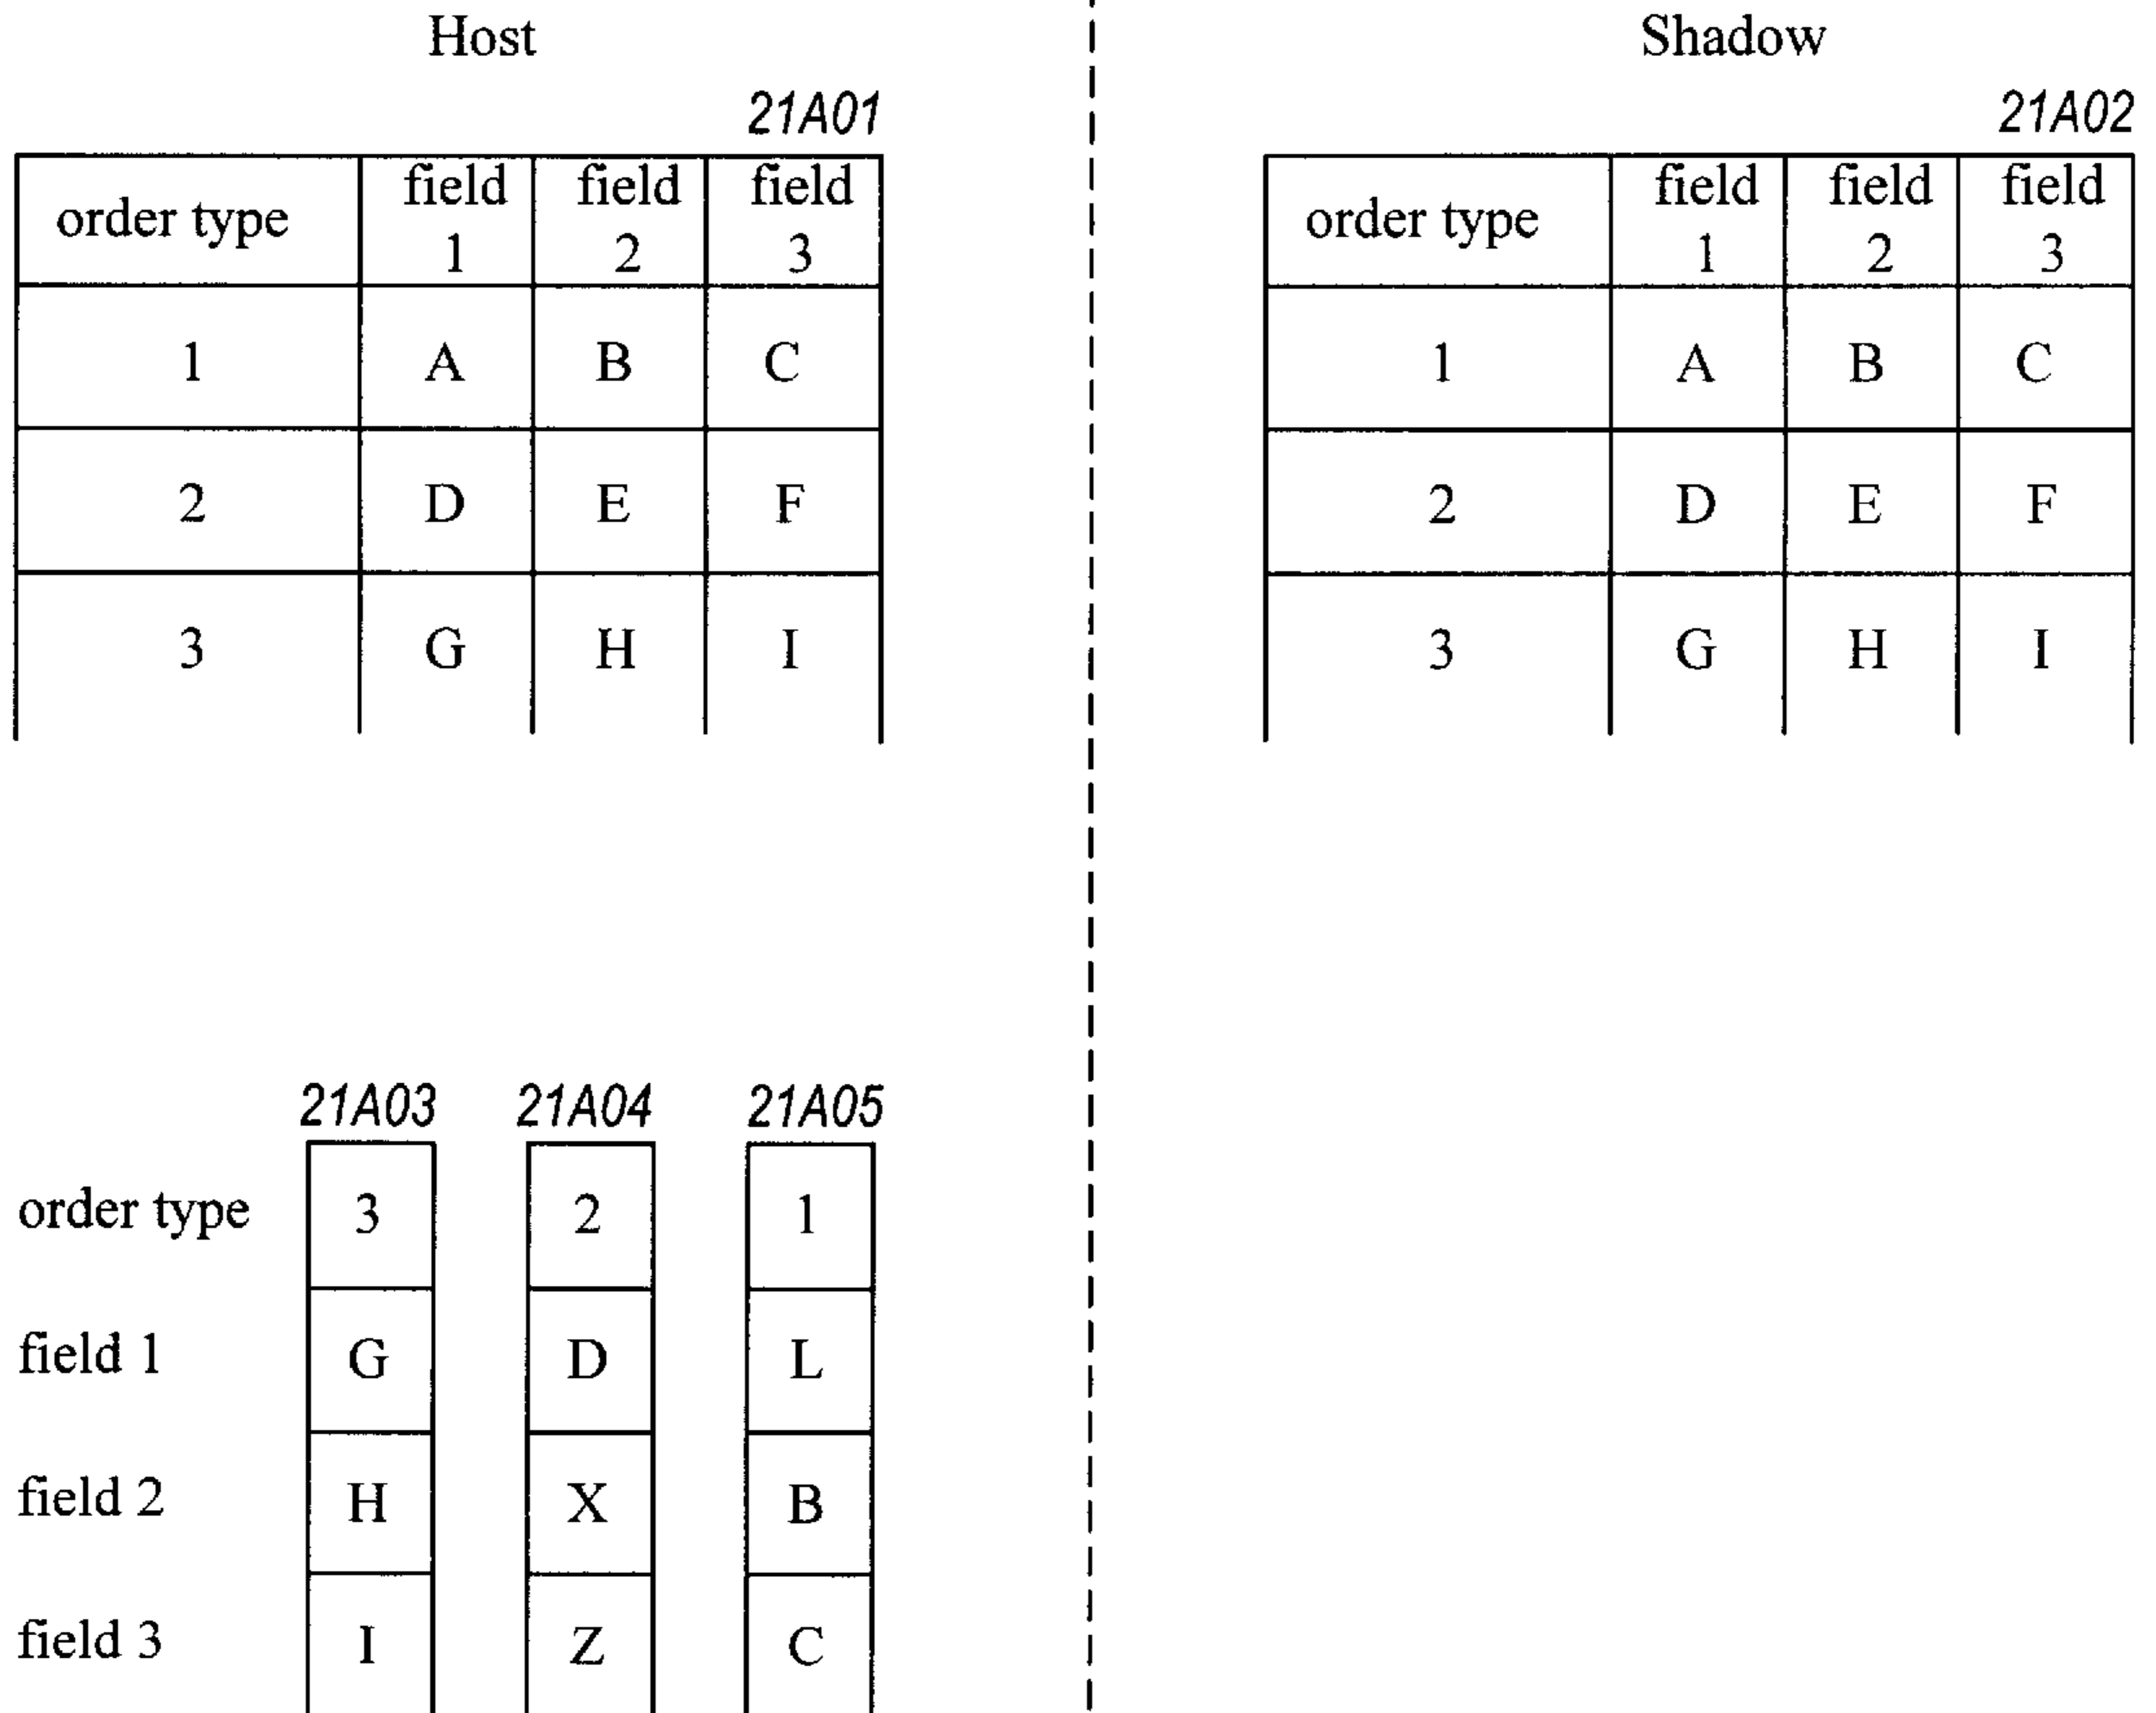 Host
Shadow
21A01
21A02
order type field 1 field 2 field 3
1 A B C
2 D E F
3 G H I
order type field 1 field 2 field 3
1 A B C
2 D E F
3 G H I
21A03 21A04 21A05
order type 3 2 1
field 1 G D L
field 2 H X B
field 3 I Z C